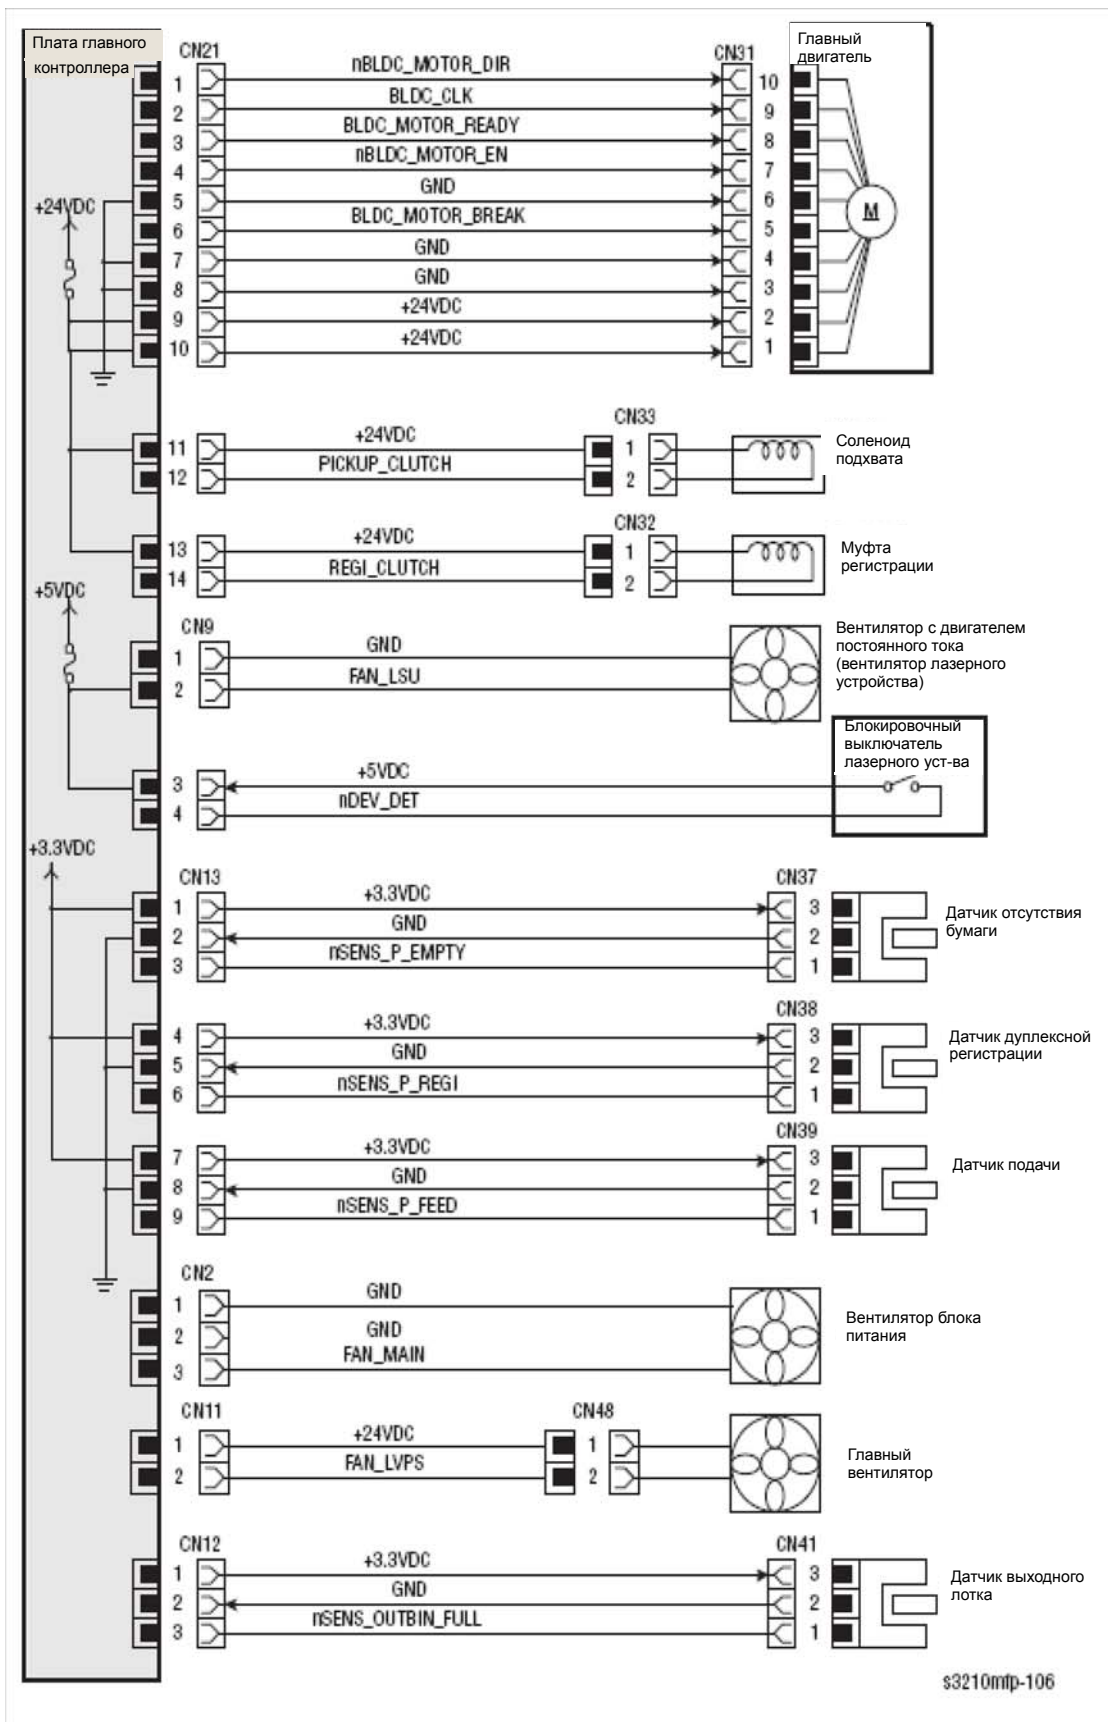 Плата главного
контроллера
CN21
CN31
Главный
двигатель
1 nBLDC_MOTOR_DIR 10
2 BLDC_CLK 9
3 BLDC_MOTOR_READY 8
4 nBLDC_MOTOR_EN 7
+24VDC
5 GND 6
M
6 BLDC_MOTOR_BREAK 5
7 GND 4
8 GND 3
9 +24VDC 2
10 +24VDC 1
CN33
11 +24VDC 1
12 PICKUP_CLUTCH 2
Соленоид
подхвата
CN32
13 +24VDC 1
14 REGI_CLUTCH 2
Муфта
регистрации
+5VDC
CN9
1 GND
2 FAN_LSU
Вентилятор с двигателем
постоянного тока
(вентилятор лазерного
устройства)
Блокировочный
выключатель
лазерного уст-ва
3 +5VDC
4 nDEV_DET
+3.3VDC
CN13
CN37
1 +3.3VDC 3
2 GND 2
3 nSENS_P_EMPTY 1
Датчик отсутствия
бумаги
CN38
4 +3.3VDC 3
5 GND 2
6 nSENS_P_REGI 1
Датчик дуплексной
регистрации
CN39
7 +3.3VDC 3
8 GND 2
9 nSENS_P_FEED 1
Датчик подачи
CN2
1 GND
2 GND
3 FAN_MAIN
Вентилятор блока
питания
CN11
CN48
1 +24VDC 1
2 FAN_LVPS 2
Главный
вентилятор
CN12
CN41
1 +3.3VDC 3
2 GND 2
3 nSENS_OUTBIN_FULL 1
Датчик выходного
лотка
s3210mfp-106